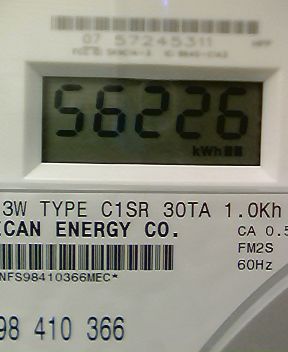 07 57245311
56226
kWh
3W TYPE C1SR 30TA 1.0Kh
ICAN ENERGY CO.
CA 0.5
FM2S
60Hz
NFS98410366MEC*
98 410 366